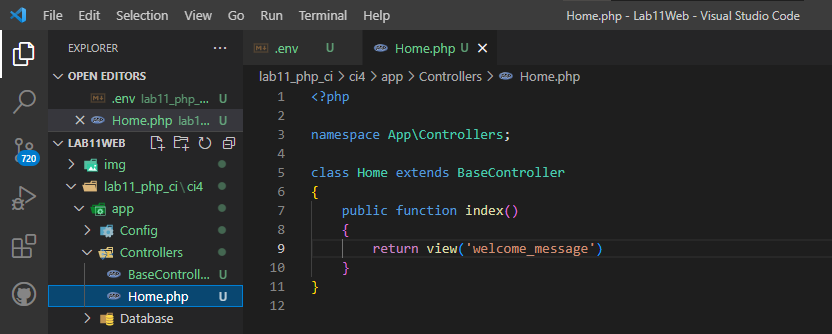 File Edit Selection View Go Run Terminal Help Home.php - Lab11Web - Visual Studio Code
EXPLORER ···
.env U
Home.php U
OPEN EDITORS
.env lab11_php_... U
Home.php lab1... U
LAB11WEB
img
lab11_php_ci\ci4
app
Config
Controllers
BaseControll... U
Home.php U
Database
720
lab11_php_ci > ci4 > app > Controllers > Home.php
1 <?php
2
3 namespace App\Controllers;
4
5 class Home extends BaseController
6 {
7 public function index()
8 {
9 return view('welcome_message')
10 }
11 }
12